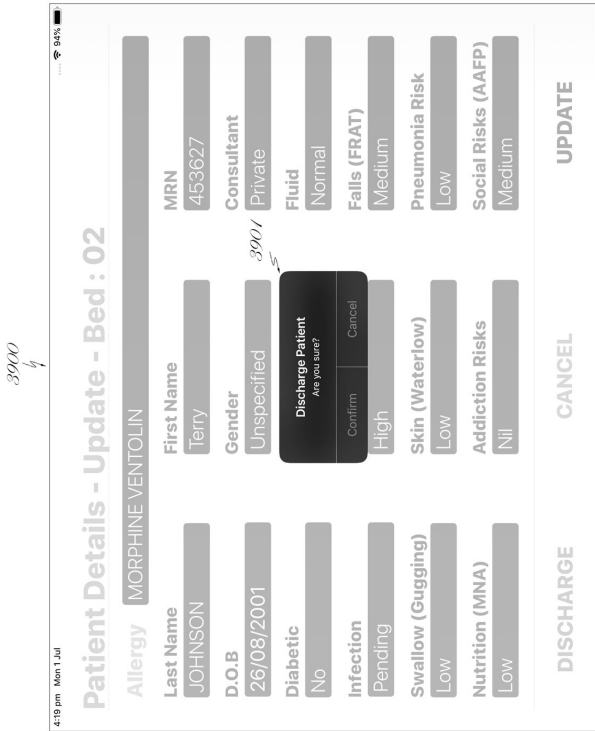 3900
4:19 pm Mon 1 Jul 94%
Patient Details - Update - Bed : 02
Allergy MORPHINE VENTOLIN
Last Name First Name MRN
JOHNSON Terry 453627
D.O.B Gender Consultant
26/08/2001 Unspecified Private
3901
Diabetic Fluid
No Normal
Discharge Patient
Are you sure?
Confirm Cancel
Infection Falls (FRAT)
Pending High Medium
Swallow (Gugging) Skin (Waterlow) Pneumonia Risk
Low Low Low
Nutrition (MNA) Addiction Risks Social Risks (AAFP)
Low Nil Medium
DISCHARGE CANCEL UPDATE